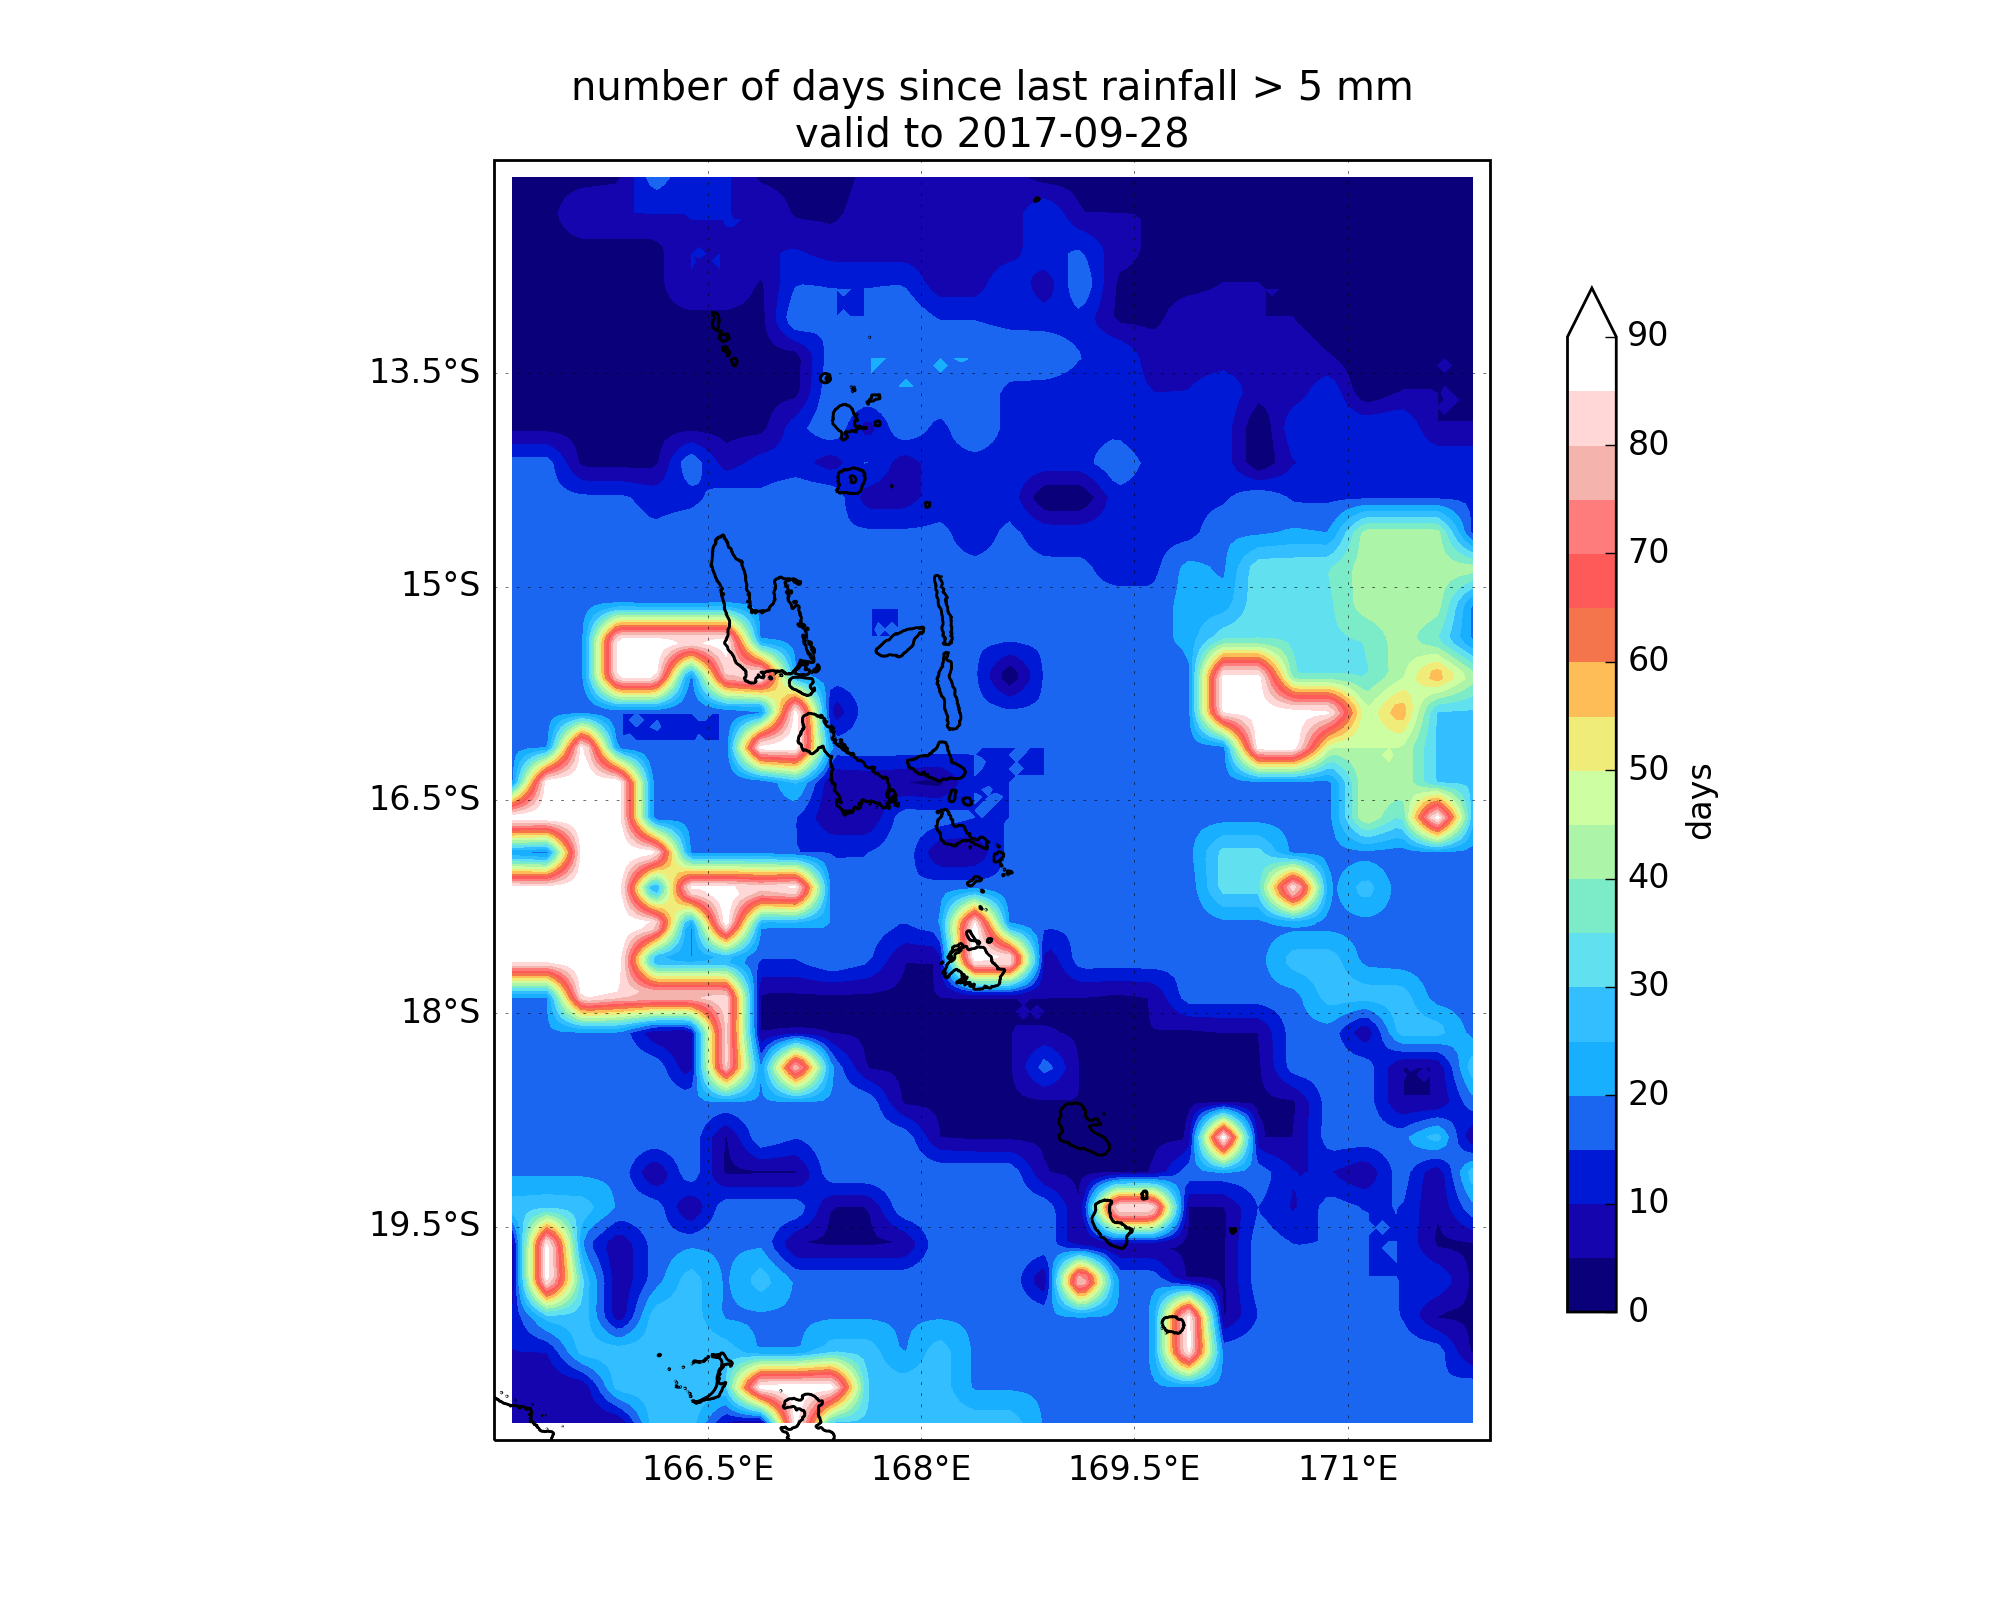 number of days since last rainfall > 5 mm
valid to 2017-09-28
13.5°S
15°S
16.5°S
18°S
19.5°S
166.5°E
168°E
169.5°E
171°E
90
80
70
60
50
40
30
20
10
0
days